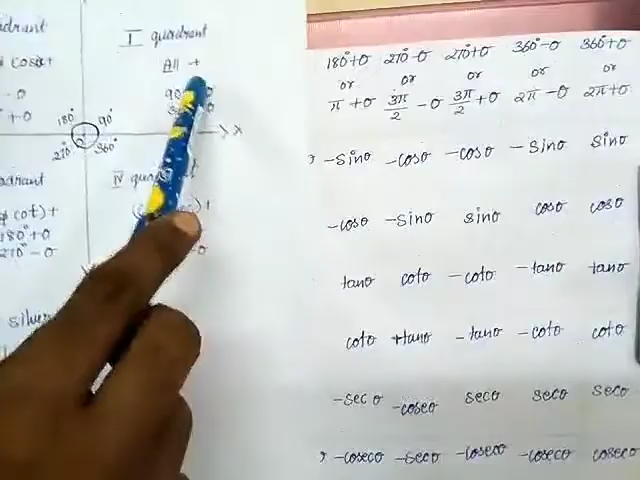 adrant
I quadrant
cosec)+
All +
90
- θ
+ θ
180° 90°
270° 360°
x
adrant
IV quad
cot) +
) +
180°+θ
270°-θ
-θ
silver
180°+θ 270°-θ 270°+θ 360°-θ 360°+θ
or or or or or
π+θ 3π/2 -θ 3π/2 +θ 2π-θ 2π+θ
-sinθ -cosθ -cosθ -sinθ sinθ
-cosθ -sinθ sinθ cosθ cosθ
tanθ cotθ -cotθ -tanθ tanθ
cotθ +tanθ -tanθ -cotθ cotθ
-secθ -cosecθ secθ secθ
-cosecθ -secθ -cosecθ -cosecθ cosecθ